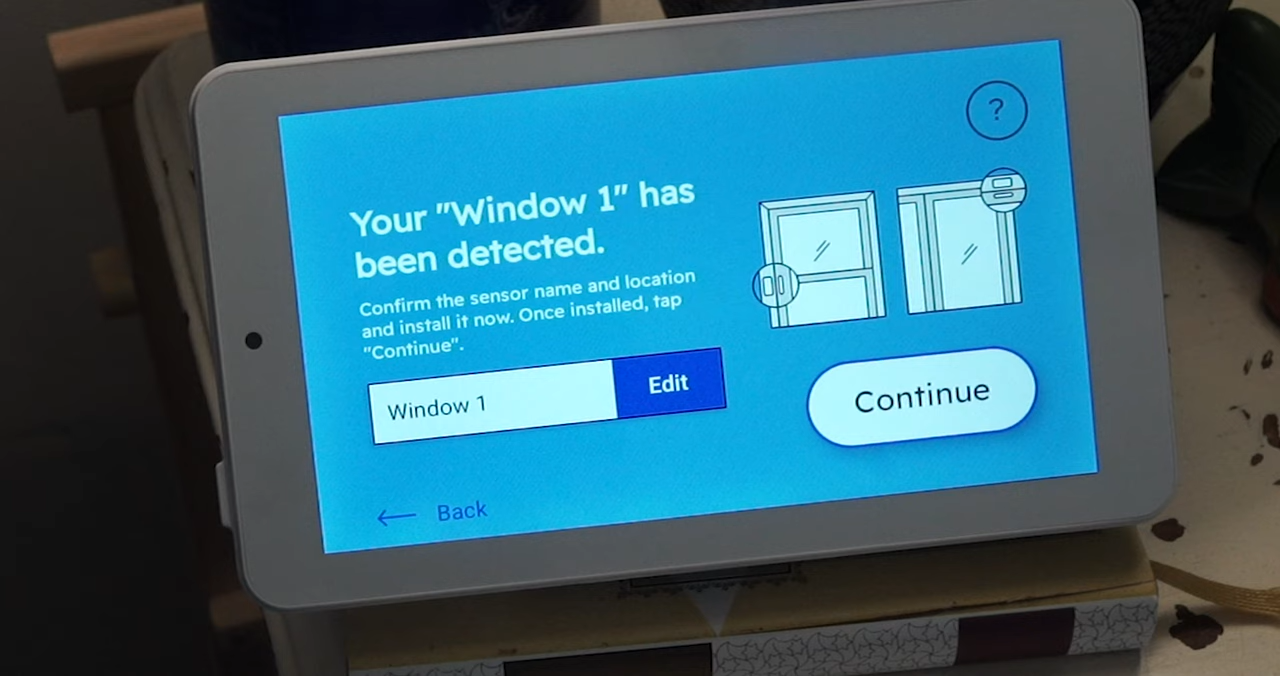 ?
Your "Window 1" has
been detected.
Confirm the sensor name and location
and install it now. Once installed, tap
"Continue".
Window 1
Edit
Continue
← Back